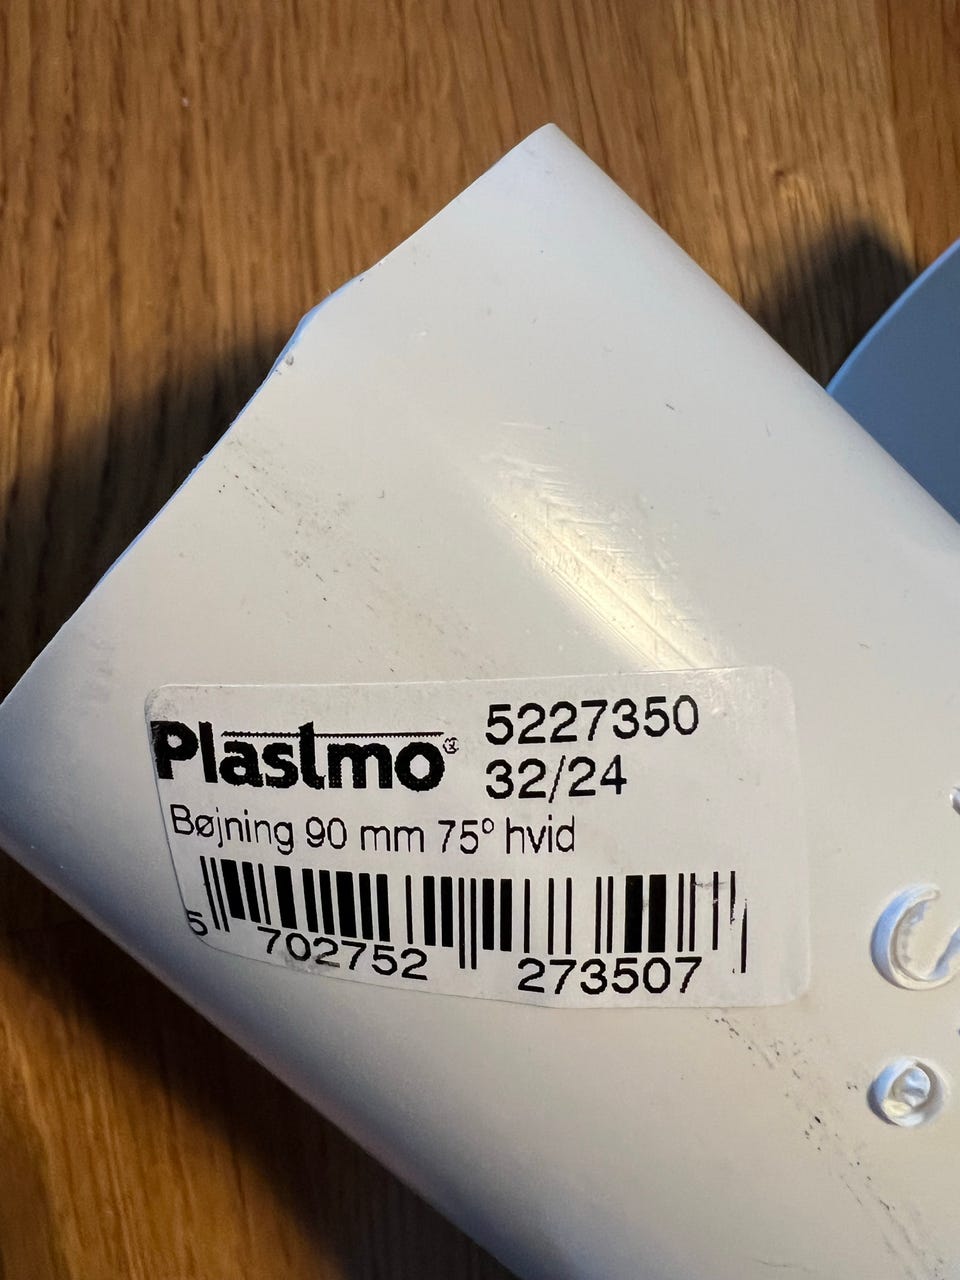 Plastmo®
5227350
32/24
Bøjning 90 mm 75° hvid
5 702752 273507